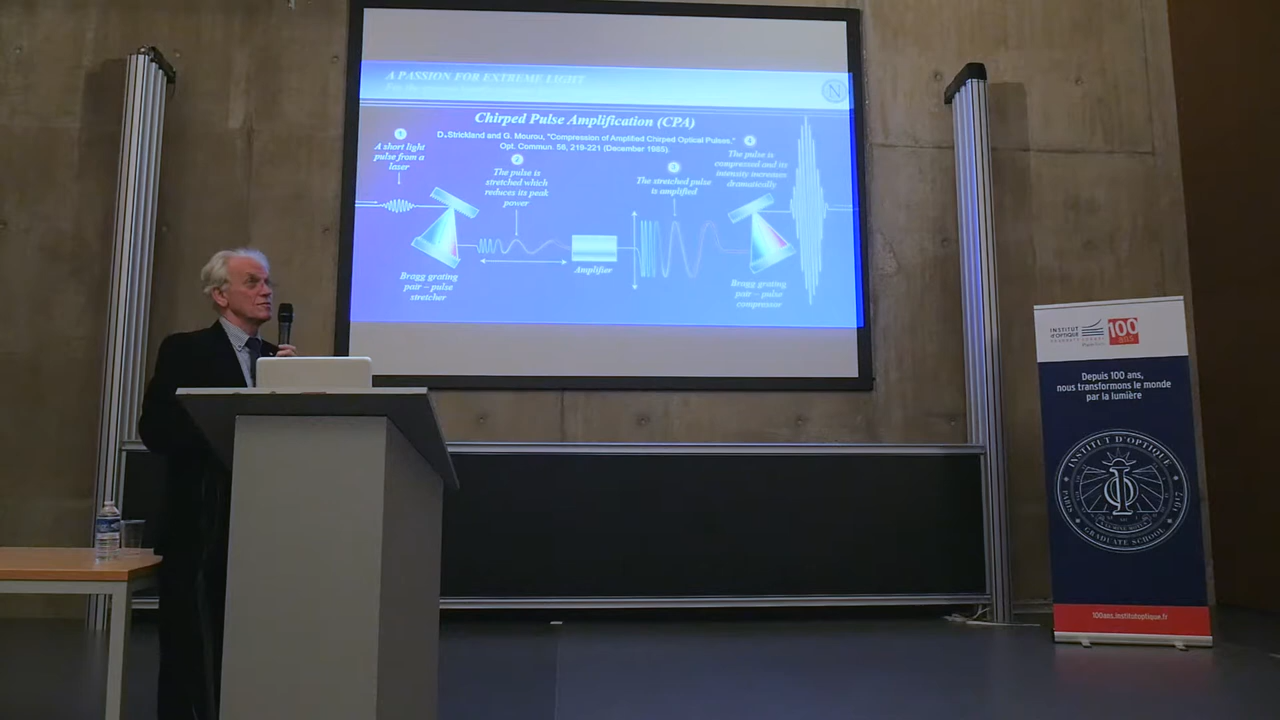 A PASSION FOR EXTREME LIGHT
N
Chirped Pulse Amplification (CPA)
D. Strickland and G. Mourou, "Compression of Amplified Chirped Optical Pulses,"
Opt. Commun. 56, 219-221 (December 1985).
1
A short light
pulse from a
laser
2
The pulse is
stretched which
reduces its peak
power
3
The stretched pulse
is amplified
4
The pulse is
compressed and its
intensity increases
dramatically
Bragg grating
pair – pulse
stretcher
Amplifier
Bragg grating
pair – pulse
compressor
INSTITUT
d'OPTIQUE
100
ans
Depuis 100 ans,
nous transformons le monde
par la lumière
INSTITUT D'OPTIQUE
PARIS
1917
GRADUATE SCHOOL
100ans.institutoptique.fr